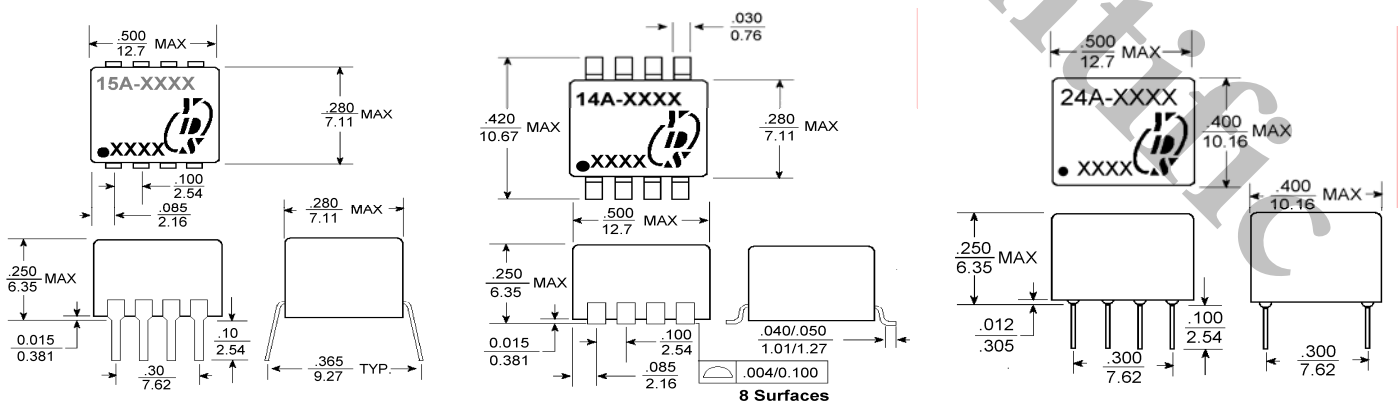 .500
12.7 MAX
15A-XXXX
XXXX
.280
7.11 MAX
.100
2.54
.085
2.16
.280
7.11 MAX
.250
6.35 MAX
0.015
0.381
.10
2.54
.30
7.62
.365
9.27 TYP.
.030
0.76
14A-XXXX
XXXX
.420
10.67 MAX
.280
7.11 MAX
.500
12.7 MAX
.250
6.35 MAX
0.015
0.381
.100
2.54
.085
2.16
.040/.050
1.01/1.27
.004/0.100
8 Surfaces
.500
12.7 MAX
24A-XXXX
XXXX
.400
10.16 MAX
.400
10.16 MAX
.250
6.35 MAX
.012
.305
.100
2.54
.300
7.62
.300
7.62